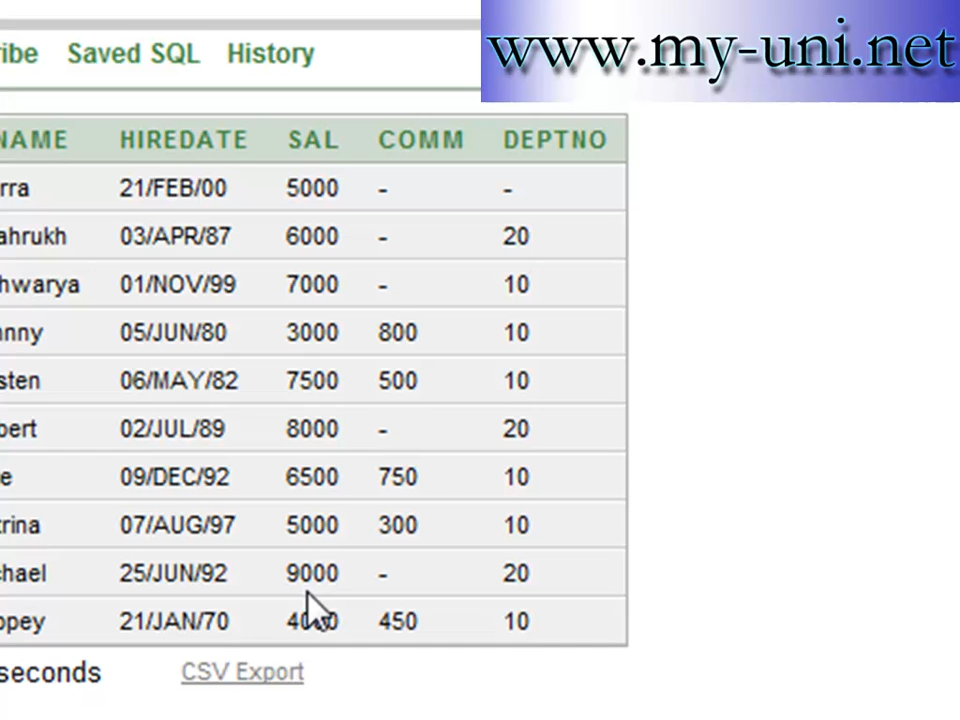 www.my-uni.net
ibe Saved SQL History
NAME HIREDATE SAL COMM DEPTNO
rra 21/FEB/00 5000 - -
ahrukh 03/APR/87 6000 - 20
hwarya 01/NOV/99 7000 - 10
nny 05/JUN/80 3000 800 10
sten 06/MAY/82 7500 500 10
bert 02/JUL/89 8000 - 20
e 09/DEC/92 6500 750 10
trina 07/AUG/97 5000 300 10
chael 25/JUN/92 9000 - 20
opey 21/JAN/70 4000 450 10
seconds CSV Export